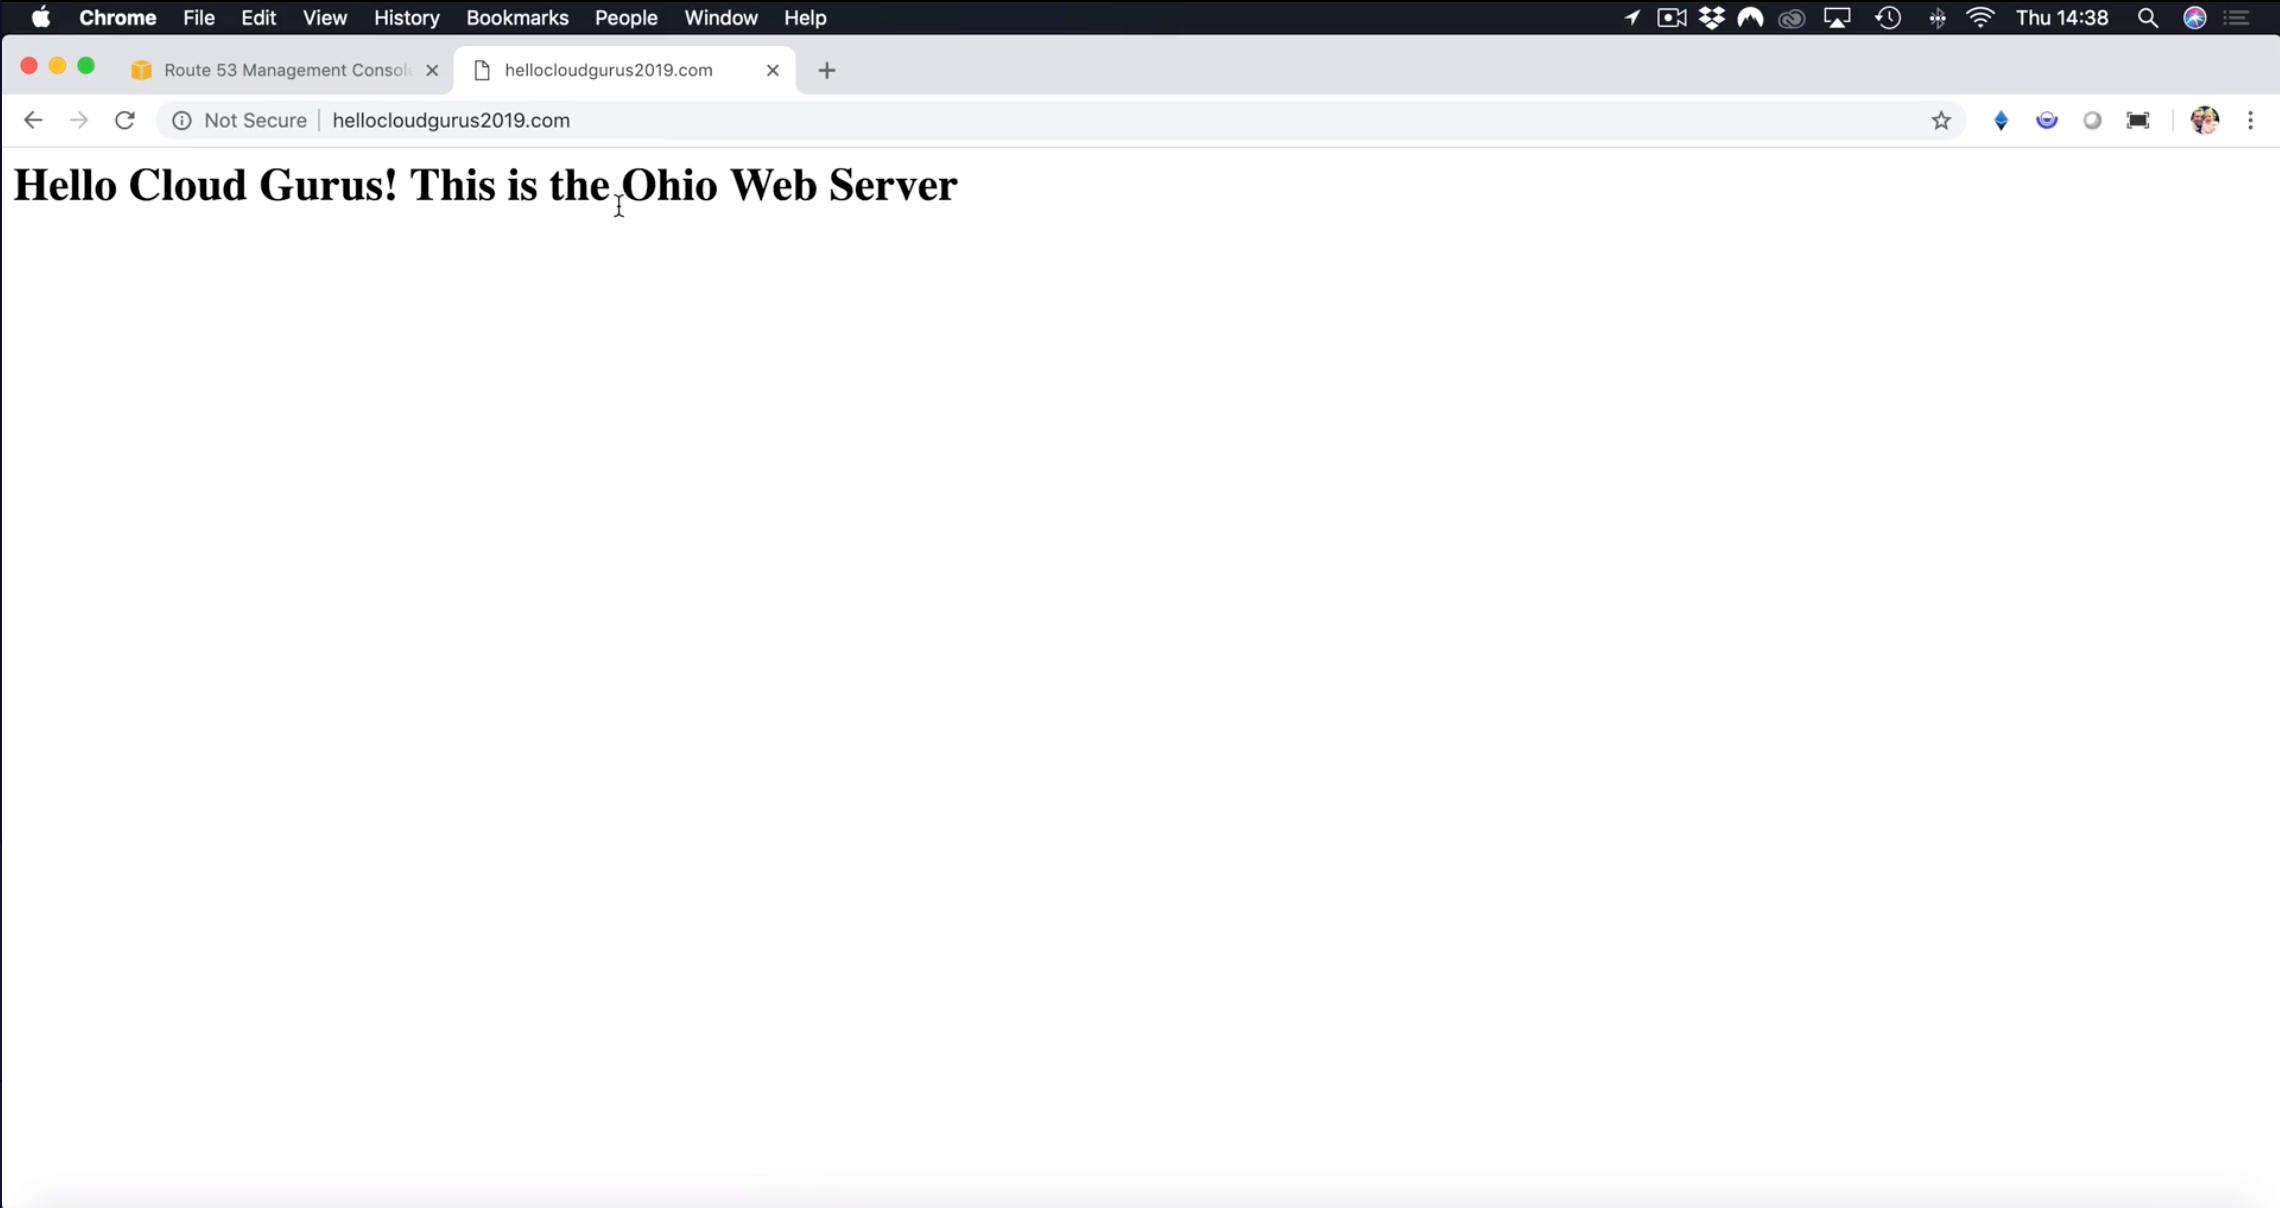 Chrome File Edit View History Bookmarks People Window Help Thu 14:38
Route 53 Management Consol hellocloudgurus2019.com
Not Secure hellocloudgurus2019.com
Hello Cloud Gurus! This is the Ohio Web Server